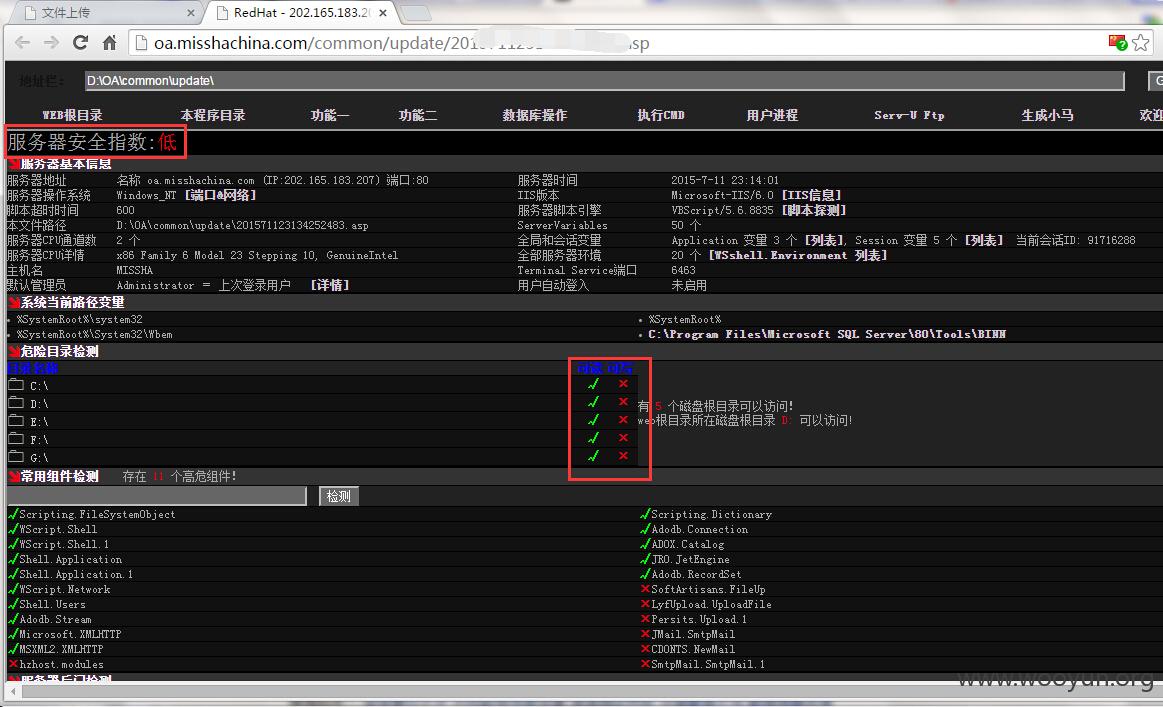 文件上传
RedHat - 202.165.183.20
oa.misshachina.com/common/update/201 sp
地址栏: D:\OA\common\update\
WEB根目录 本程序目录 功能一 功能二 数据库操作 执行CMD 用户进程 Serv-U Ftp 生成小马 欢迎
服务器安全指数:低
服务器基本信息
服务器地址 名称 oa.misshachina.com (IP:202.165.183.207) 端口:80 服务器时间 2015-7-11 23:14:01
服务器操作系统 Windows_NT [端口&网络] IIS版本 Microsoft-IIS/6.0 [IIS信息]
脚本超时时间 600 服务器脚本引擎 VBScript/5.6.8835 [脚本探测]
本文件路径 D:\OA\common\update\201571123134252483.asp ServerVariables 50 个
服务器CPU通道数 2 个 全局和会话变量 Application 变量 3 个 [列表], Session 变量 5 个 [列表] 当前会话ID: 91716288
服务器CPU详情 x86 Family 6 Model 23 Stepping 10, GenuineIntel 全部服务器环境 20 个 [WSshell.Environment 列表]
主机名 MISSHA Terminal Service端口 6463
默认管理员 Administrator = 上次登录用户 [详情] 用户自动登入 未启用
系统当前路径变量
%SystemRoot%\system32 %SystemRoot%
%SystemRoot%\System32\Wbem C:\Program Files\Microsoft SQL Server\80\Tools\BINN
危险目录检测
目录名称 可读 可写
C:\
D:\
E:\
F:\
G:\
有 5 个磁盘根目录可以访问!
web根目录所在磁盘根目录 D: 可以访问!
常用组件检测 存在 11 个高危组件!
检测
Scripting.FileSystemObject Scripting.Dictionary
WScript.Shell Adodb.Connection
WScript.Shell.1 ADOX.Catalog
Shell.Application JRO.JetEngine
Shell.Application.1 Adodb.RecordSet
WScript.Network SoftArtisans.FileUp
Shell.Users LyfUpload.UploadFile
Adodb.Stream Persits.Upload.1
Microsoft.XMLHTTP JMail.SmtpMail
MSXML2.XMLHTTP CDONTS.NewMail
hzhost.modules SmtpMail.SmtpMail.1
服务器后门检测
www.wooyun.org